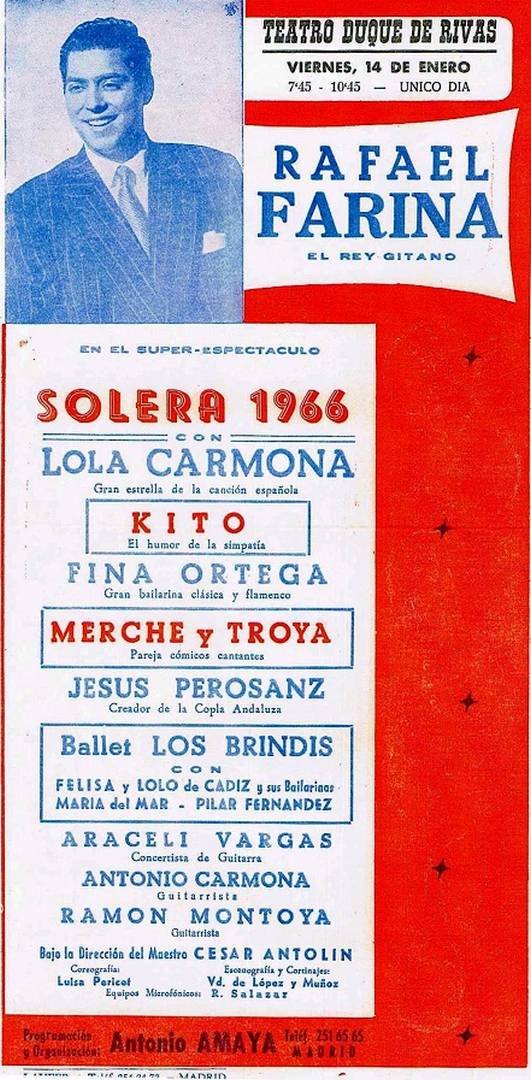 TEATRO DUQUE DE RIVAS
VIERNES, 14 DE ENERO
7'45 - 10'45 — UNICO DIA
RAFAEL
FARINA
EL REY GITANO
EN EL SUPER-ESPECTACULO
SOLERA 1966
CON
LOLA CARMONA
Gran estrella de la canción española
KITO
El humor de la simpatía
FINA ORTEGA
Gran bailarina clásica y flamenco
MERCHE y TROYA
Pareja cómicos cantantes
JESUS PEROSANZ
Creador de la Copla Andaluza
Ballet LOS BRINDIS
CON
FELISA y LOLO de CADIZ y sus Bailarinas
MARIA del MAR - PILAR FERNANDEZ
ARACELI VARGAS
Concertista de Guitarra
ANTONIO CARMONA
Guitarrista
RAMON MONTOYA
Guitarrista
Bajo la Dirección del Maestro CESAR ANTOLIN
Coreografía: Escenografía y Cortinajes:
Luisa Pericet Vd. de López y Muñoz
Equipos Microfónicos: R. Salazar
Programación y Organización: Antonio AMAYA Teléf. 251 65 65
MADRID
MADRID